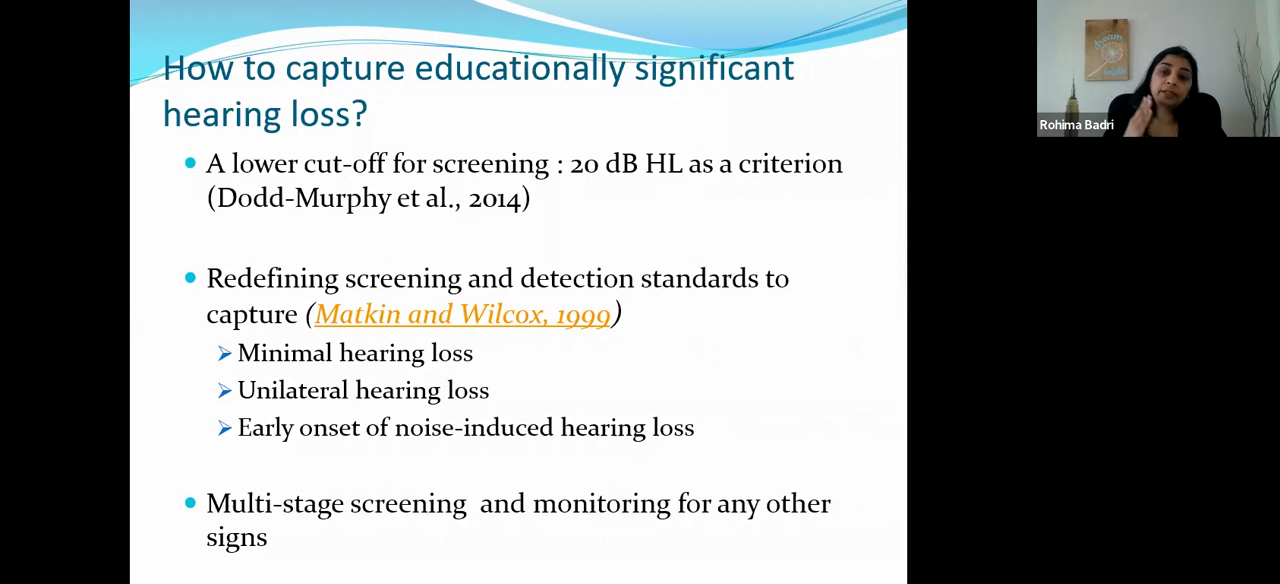 How to capture educationally significant
hearing loss?
A lower cut-off for screening : 20 dB HL as a criterion
(Dodd-Murphy et al., 2014)
Redefining screening and detection standards to
capture (Matkin and Wilcox, 1999)
Minimal hearing loss
Unilateral hearing loss
Early onset of noise-induced hearing loss
Multi-stage screening and monitoring for any other
signs
dream
Rohima Badri